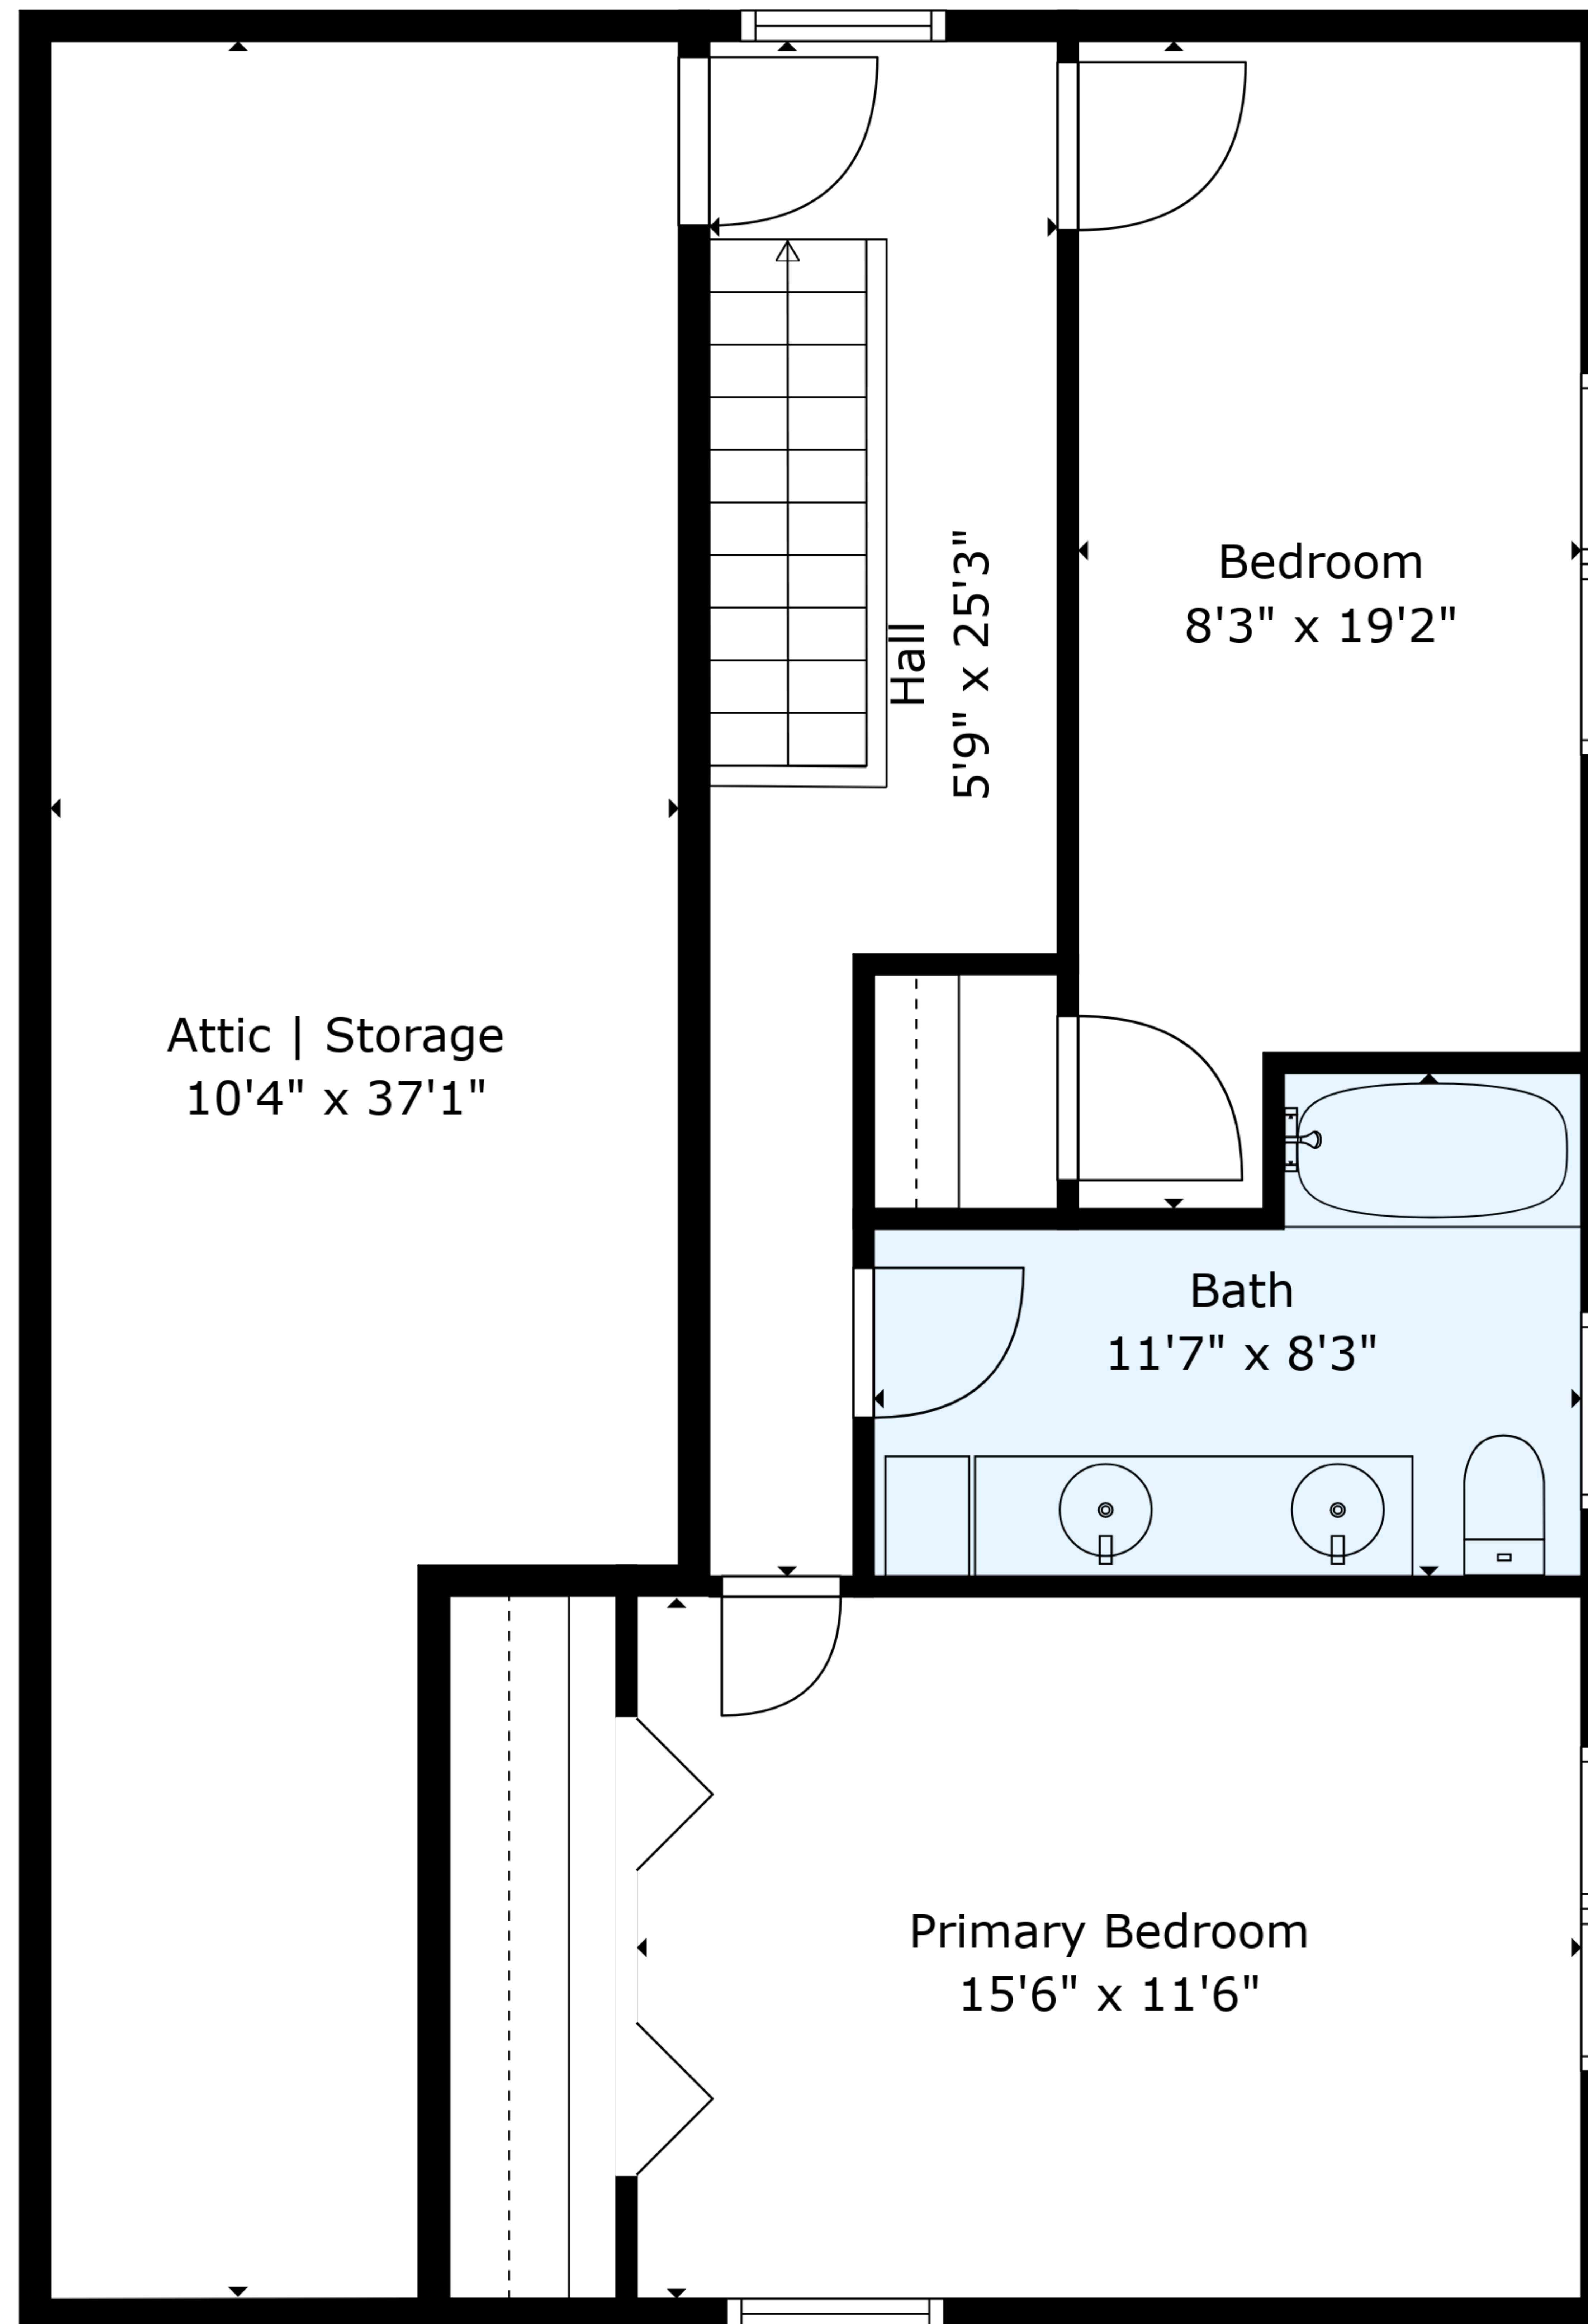 Bedroom
8'3" x 19'2"
Hall
5'9" x 25'3"
Attic | Storage
10'4" x 37'1"
Bath
11'7" x 8'3"
Primary Bedroom
15'6" x 11'6"